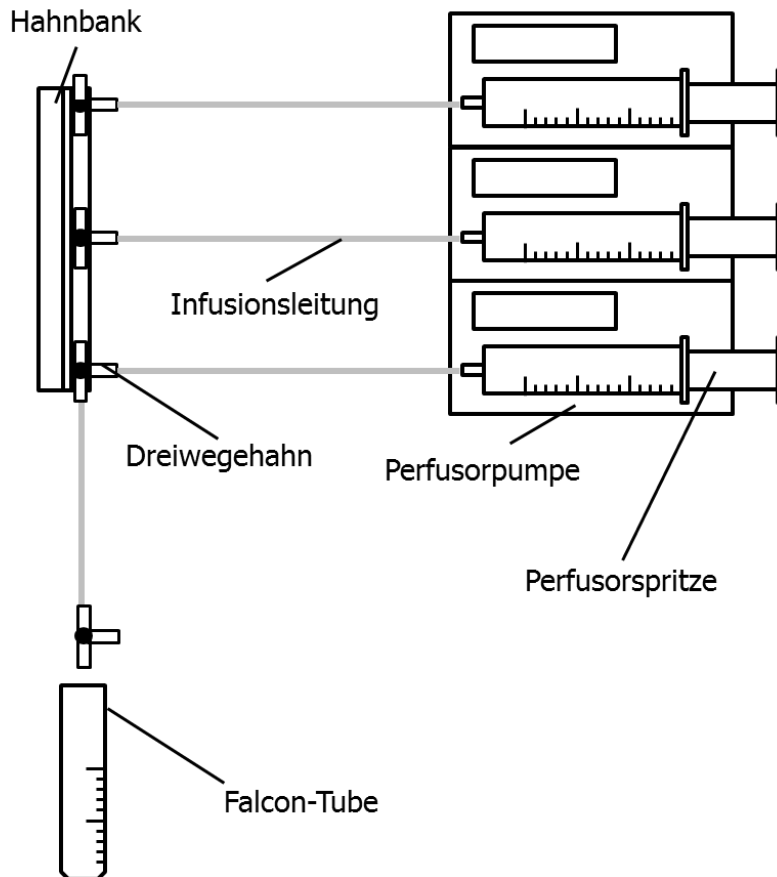 Hahnbank
Infusionsleitung
Dreiwegehahn
Perfusorpumpe
Perfusorspritze
Falcon-Tube